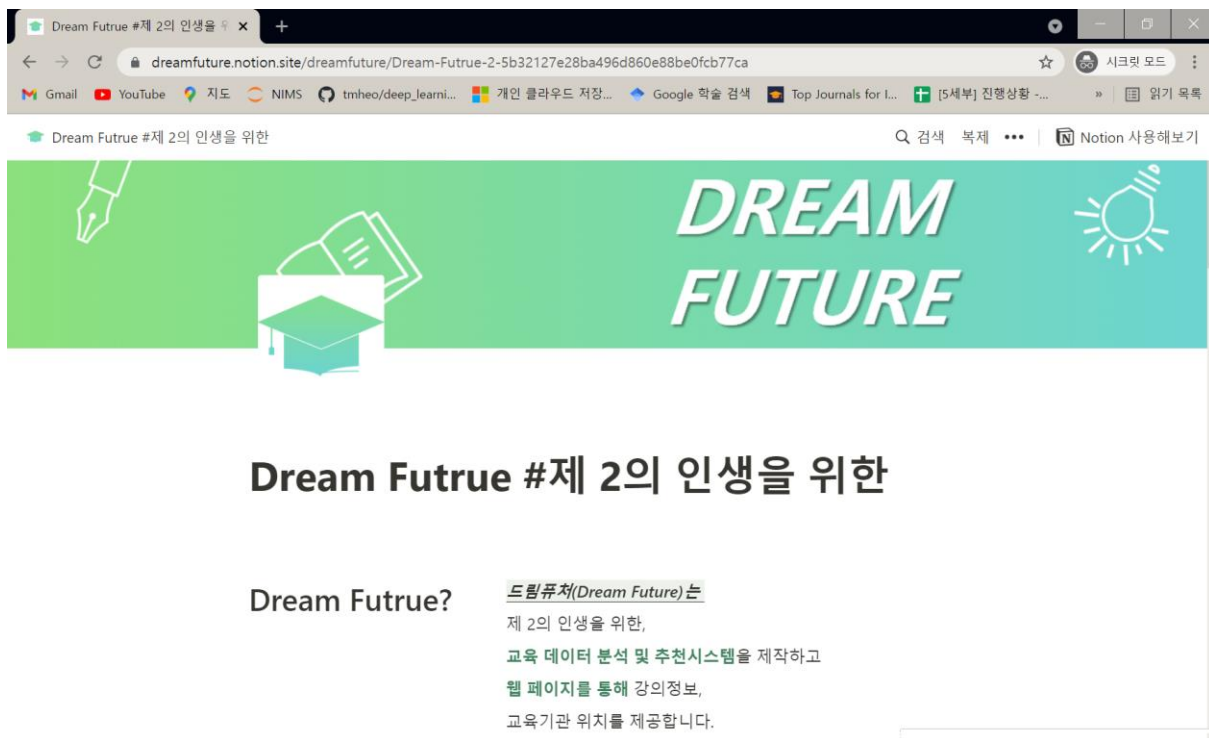 Dream Futrue #제 2의 인생을
dreamfuture.notion.site/dreamfuture/Dream-Futrue-2-5b32127e28ba496d860e88be0fcb77ca
시크릿 모드
Gmail YouTube 지도 NIMS tmheo/deep_learni... 개인 클라우드 저장... Google 학술 검색 Top Journals for I... [5세부] 진행상황 -... » 읽기 목록
Dream Futrue #제 2의 인생을 위한 검색 복제 ••• Notion 사용해보기
DREAM
FUTURE
Dream Futrue #제 2의 인생을 위한
Dream Futrue?
드림퓨처(Dream Future)는
제 2의 인생을 위한,
교육 데이터 분석 및 추천시스템을 제작하고
웹 페이지를 통해 강의정보,
교육기관 위치를 제공합니다.